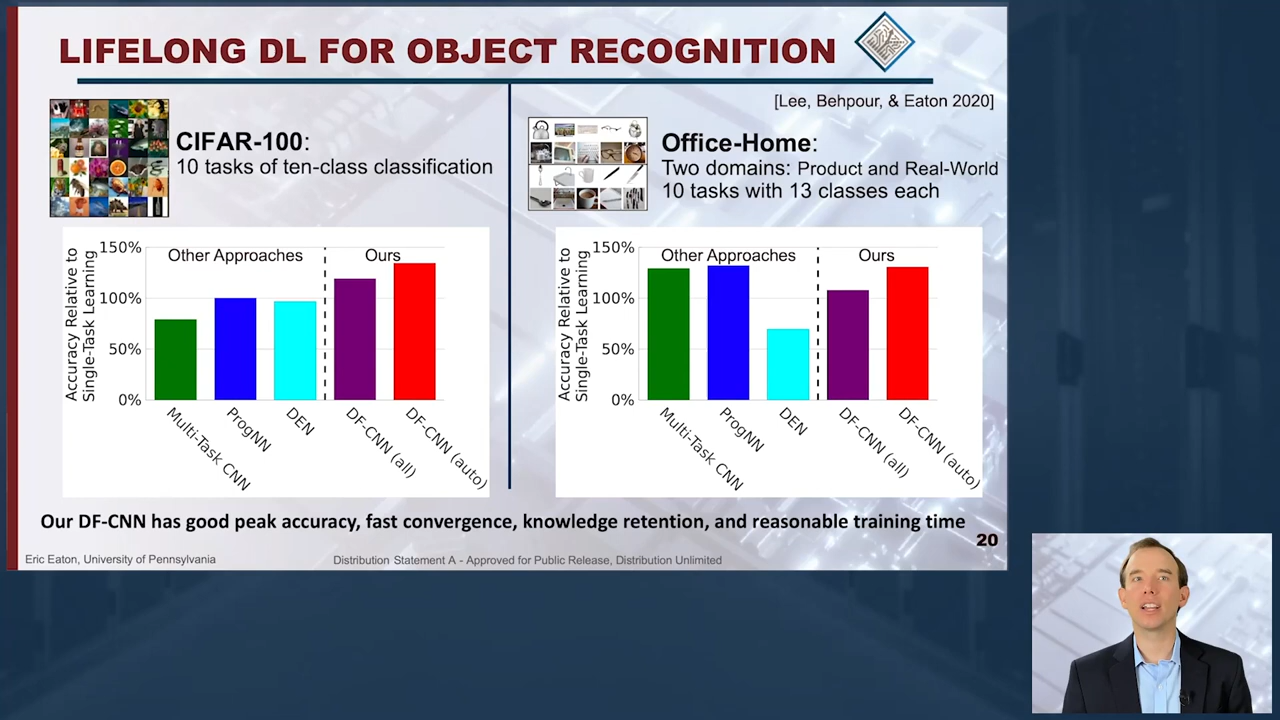 LIFELONG DL FOR OBJECT RECOGNITION
[Lee, Behpour, & Eaton 2020]
CIFAR-100:
10 tasks of ten-class classification
Office-Home:
Two domains: Product and Real-World
10 tasks with 13 classes each
Accuracy Relative to
Single-Task Learning
150%
100%
50%
0%
Other Approaches
Ours
Multi-Task CNN
ProgNN
DEN
DF-CNN (all)
DF-CNN (auto)
Accuracy Relative to
Single-Task Learning
150%
100%
50%
0%
Other Approaches
Ours
Multi-Task CNN
ProgNN
DEN
DF-CNN (all)
DF-CNN (auto)
Our DF-CNN has good peak accuracy, fast convergence, knowledge retention, and reasonable training time
20
Eric Eaton, University of Pennsylvania
Distribution Statement A - Approved for Public Release, Distribution Unlimited